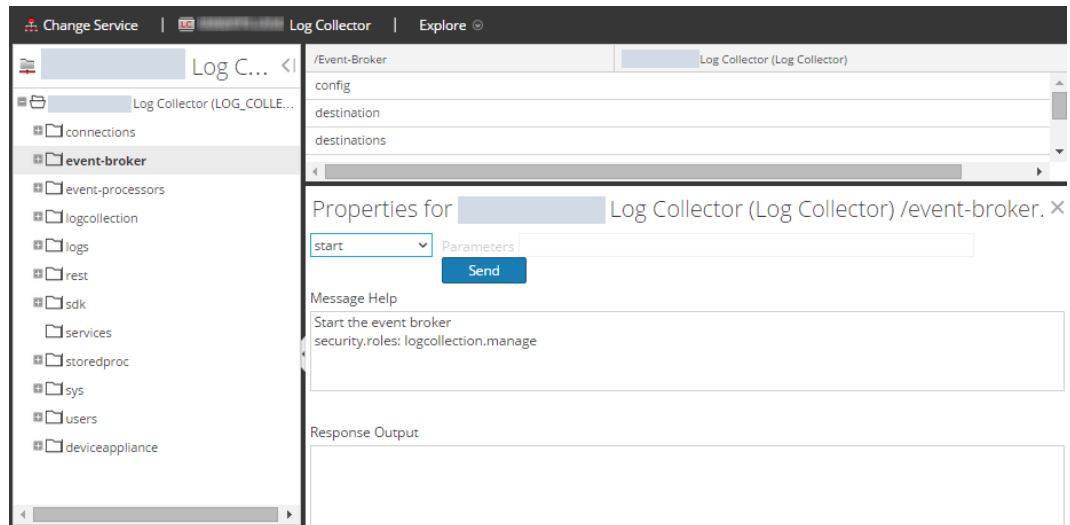 Change Service | LC Log Collector | Explore
Log C...
Log Collector (LOG_COLLE...
connections
event-broker
event-processors
logcollection
logs
rest
sdk
services
storedproc
sys
users
deviceappliance
/Event-Broker Log Collector (Log Collector)
config
destination
destinations
Properties for Log Collector (Log Collector) /event-broker.
start Parameters
Send
Message Help
Start the event broker
security.roles: logcollection.manage
Response Output